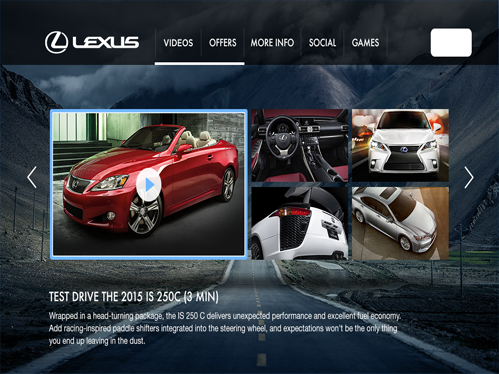 LEXUS
VIDEOS
OFFERS
MORE INFO
SOCIAL
GAMES
TEST DRIVE THE 2015 IS 250C (3 MIN)
Wrapped in a head-turning package, the IS 250 C delivers unexpected performance and excellent fuel economy.
Add racing-inspired paddle shifters integrated into the steering wheel, and expectations won't be the only thing
you end up leaving in the dust.